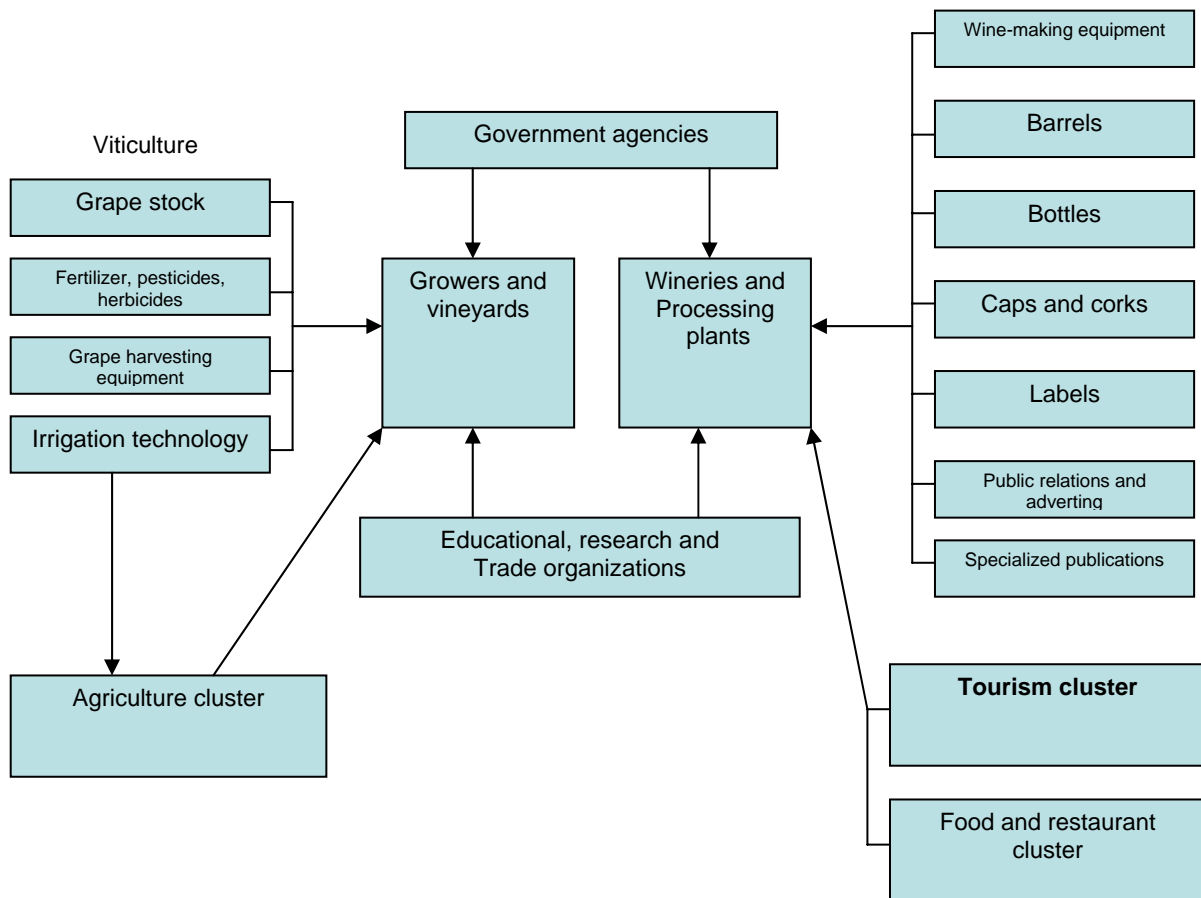 Viticulture
Grape stock
Fertilizer, pesticides,
herbicides
Grape harvesting
equipment
Irrigation technology
Agriculture cluster
Government agencies
Growers and
vineyards
Wineries and
Processing
plants
Educational, research and
Trade organizations
Wine-making equipment
Barrels
Bottles
Caps and corks
Labels
Public relations and
adverting
Specialized publications
Tourism cluster
Food and restaurant
cluster